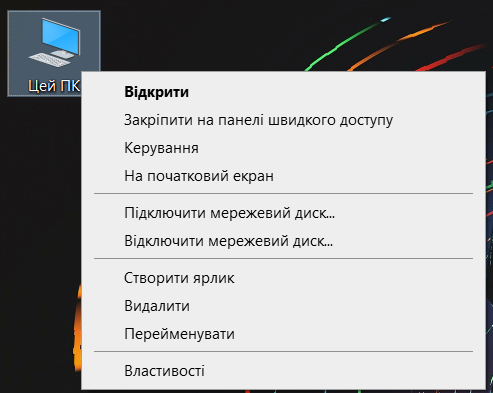 Цей ПК
Відкрити
Закріпити на панелі швидкого доступу
Керування
На початковий екран
Підключити мережевий диск...
Відключити мережевий диск...
Створити ярлик
Видалити
Перейменувати
Властивості